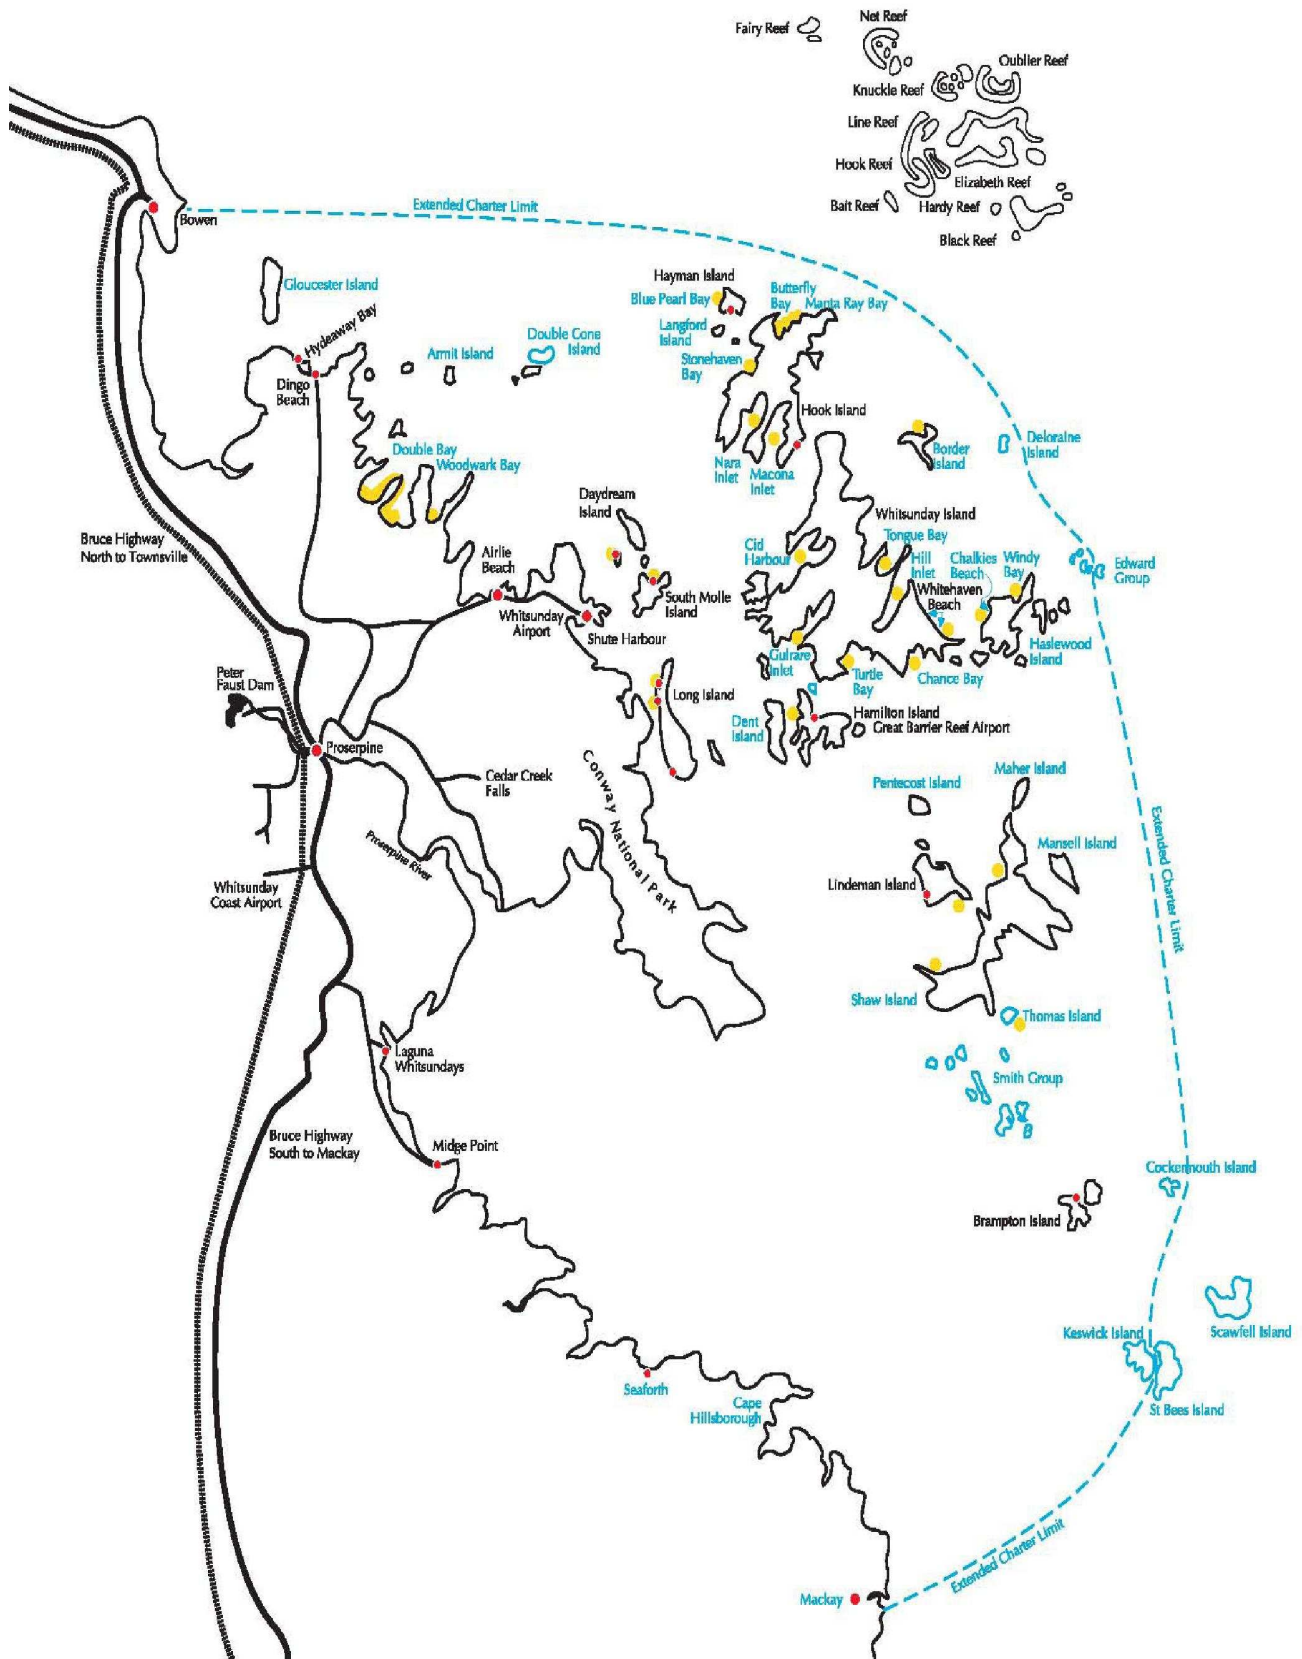 Net Reef
Fairy Reef
Oublier Reef
Knuckle Reef
Line Reef
Hook Reef
Elizabeth Reef
Bait Reef
Hardy Reef
Black Reef
Extended Charter Limit
Bowen
Hayman Island
Gloucester Island
Butterfly
Bay
Manta Ray Bay
Blue Pearl Bay
Langford
Island
Hydeaway Bay
Double Cone
Island
Armit Island
Stonehaven
Bay
Dingo
Beach
Hook Island
Double Bay
Woodwark Bay
Nara
Inlet
Macona
Inlet
Border
Island
Deloraine
Island
Daydream
Island
Whitsunday Island
Bruce Highway
North to Townsville
Airlie
Beach
Cid
Harbour
Tongue Bay
Hill
Inlet
Chalkies
Beach
Windy
Bay
Edward
Group
Whitehaven
Beach
South Molle
Island
Whitsunday
Airport
Shute Harbour
Haslewood
Island
Gulnare
Inlet
Turtle
Bay
Chance Bay
Peter
Faust Dam
Long Island
Dent
Island
Hamilton Island
Great Barrier Reef Airport
Proserpine
Cedar Creek
Falls
Conway National Park
Pentecost Island
Maher Island
Extended Charter Limit
Proserpine River
Mansell Island
Whitsunday
Coast Airport
Lindeman Island
Shaw Island
Thomas Island
Laguna
Whitsundays
Smith Group
Bruce Highway
South to Mackay
Midge Point
Cockermouth Island
Brampton Island
Keswick Island
Scawfell Island
Seaforth
Cape
Hillsborough
St Bees Island
Extended Charter Limit
Mackay